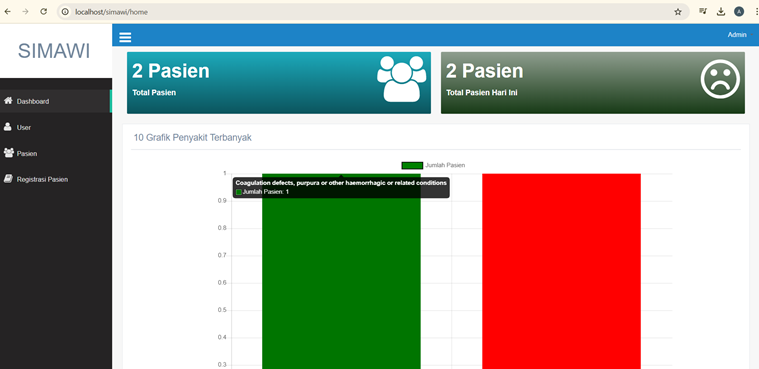 localhost/simawi/home
A
SIMAWI
Admin
2 Pasien
Total Pasien
2 Pasien
Total Pasien Hari Ini
Dashboard
User
Pasien
Registrasi Pasien
10 Grafik Penyakit Terbanyak
Jumlah Pasien
Coagulation defects, purpura or other haemorrhagic or related conditions
Jumlah Pasien: 1
1
0.9
0.8
0.7
0.6
0.5
0.4
0.3